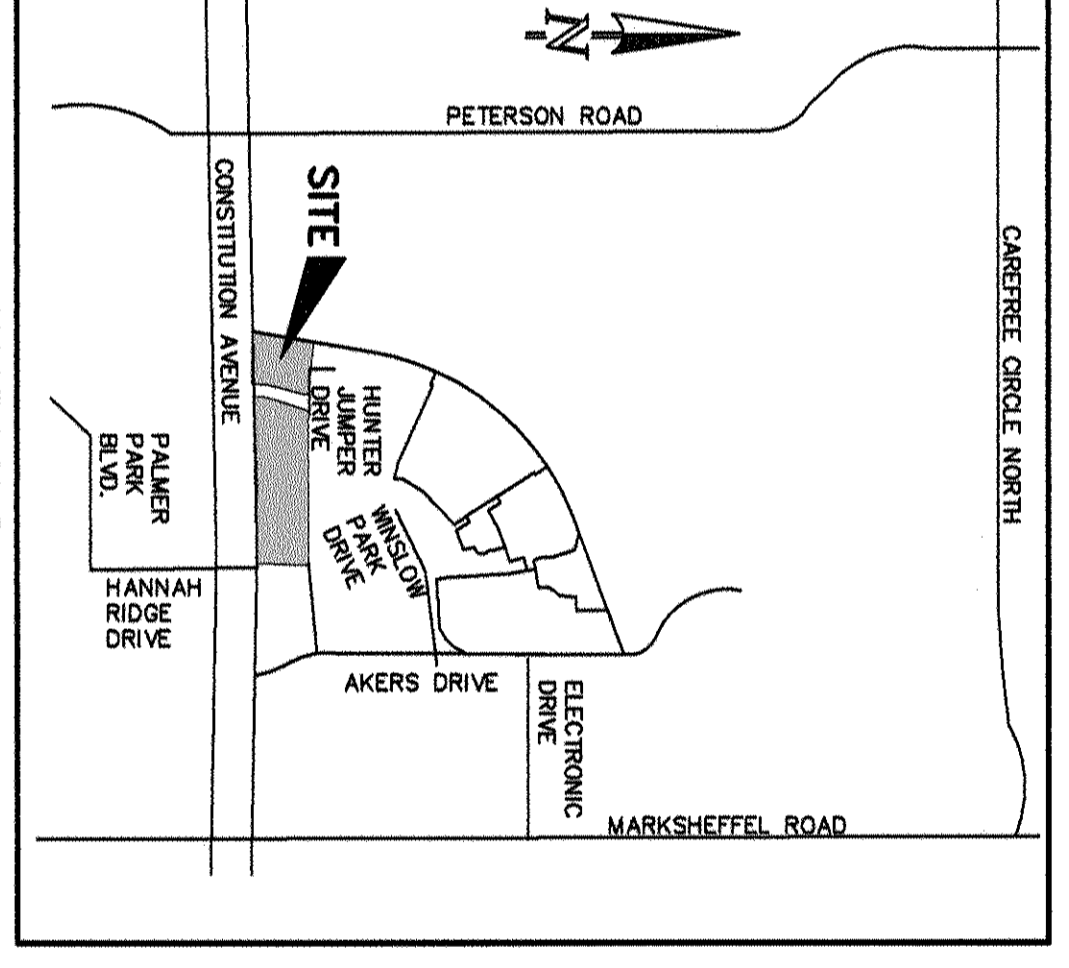 N
PETERSON ROAD
CONSTITUTION AVENUE
SITE
CAREFREE CIRCLE NORTH
HUNTER
JUMPER
DRIVE
PALMER
PARK
BLVD.
WINSLOW
PARK
DRIVE
HANNAH
RIDGE
DRIVE
AKERS DRIVE
ELECTRONIC
DRIVE
MARKSHEFFEL ROAD